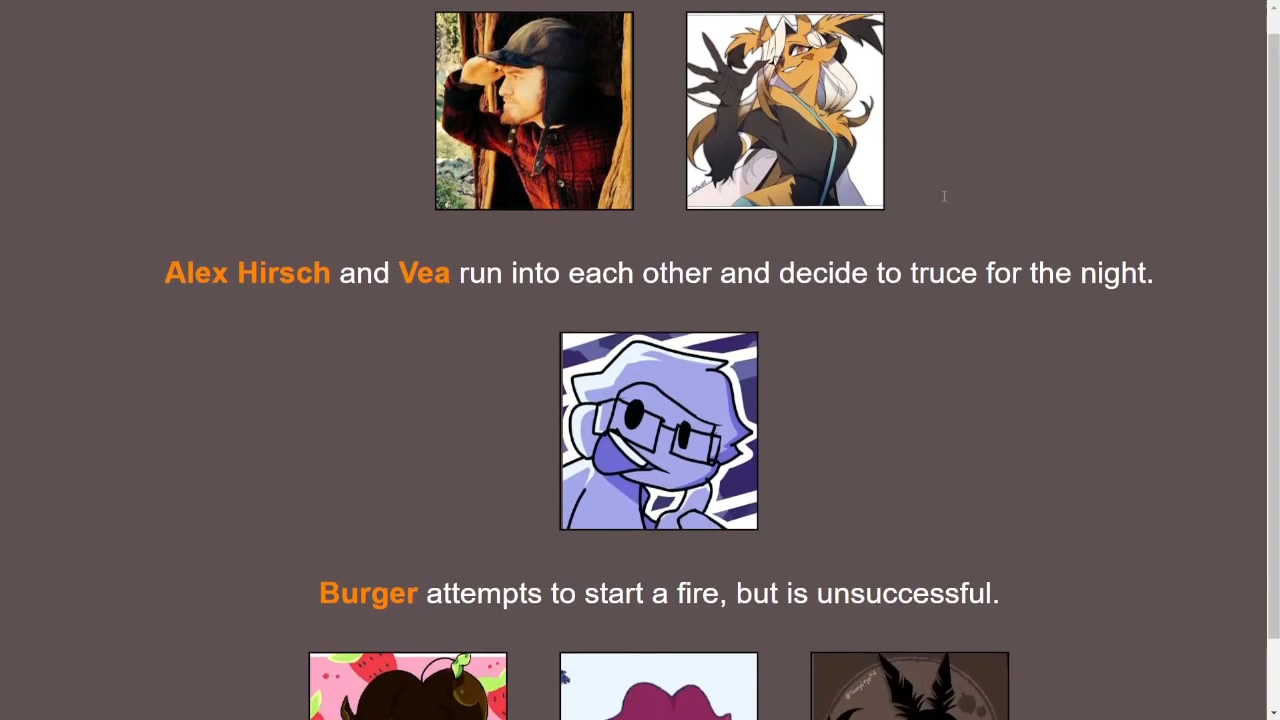 Alex Hirsch and Vea run into each other and decide to truce for the night.
Burger attempts to start a fire, but is unsuccessful.